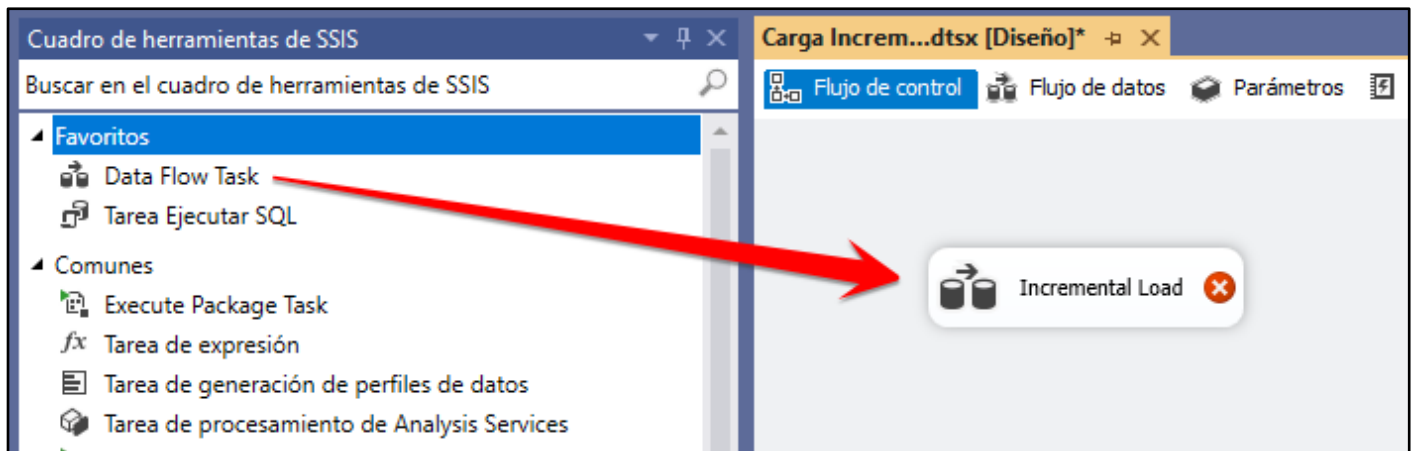 Cuadro de herramientas de SSIS
Buscar en el cuadro de herramientas de SSIS
Favoritos
Data Flow Task
Tarea Ejecutar SQL
Comunes
Execute Package Task
fx Tarea de expresión
Tarea de generación de perfiles de datos
Tarea de procesamiento de Analysis Services
Carga Increm...dtsx [Diseño]*
Flujo de control Flujo de datos Parámetros
Incremental Load